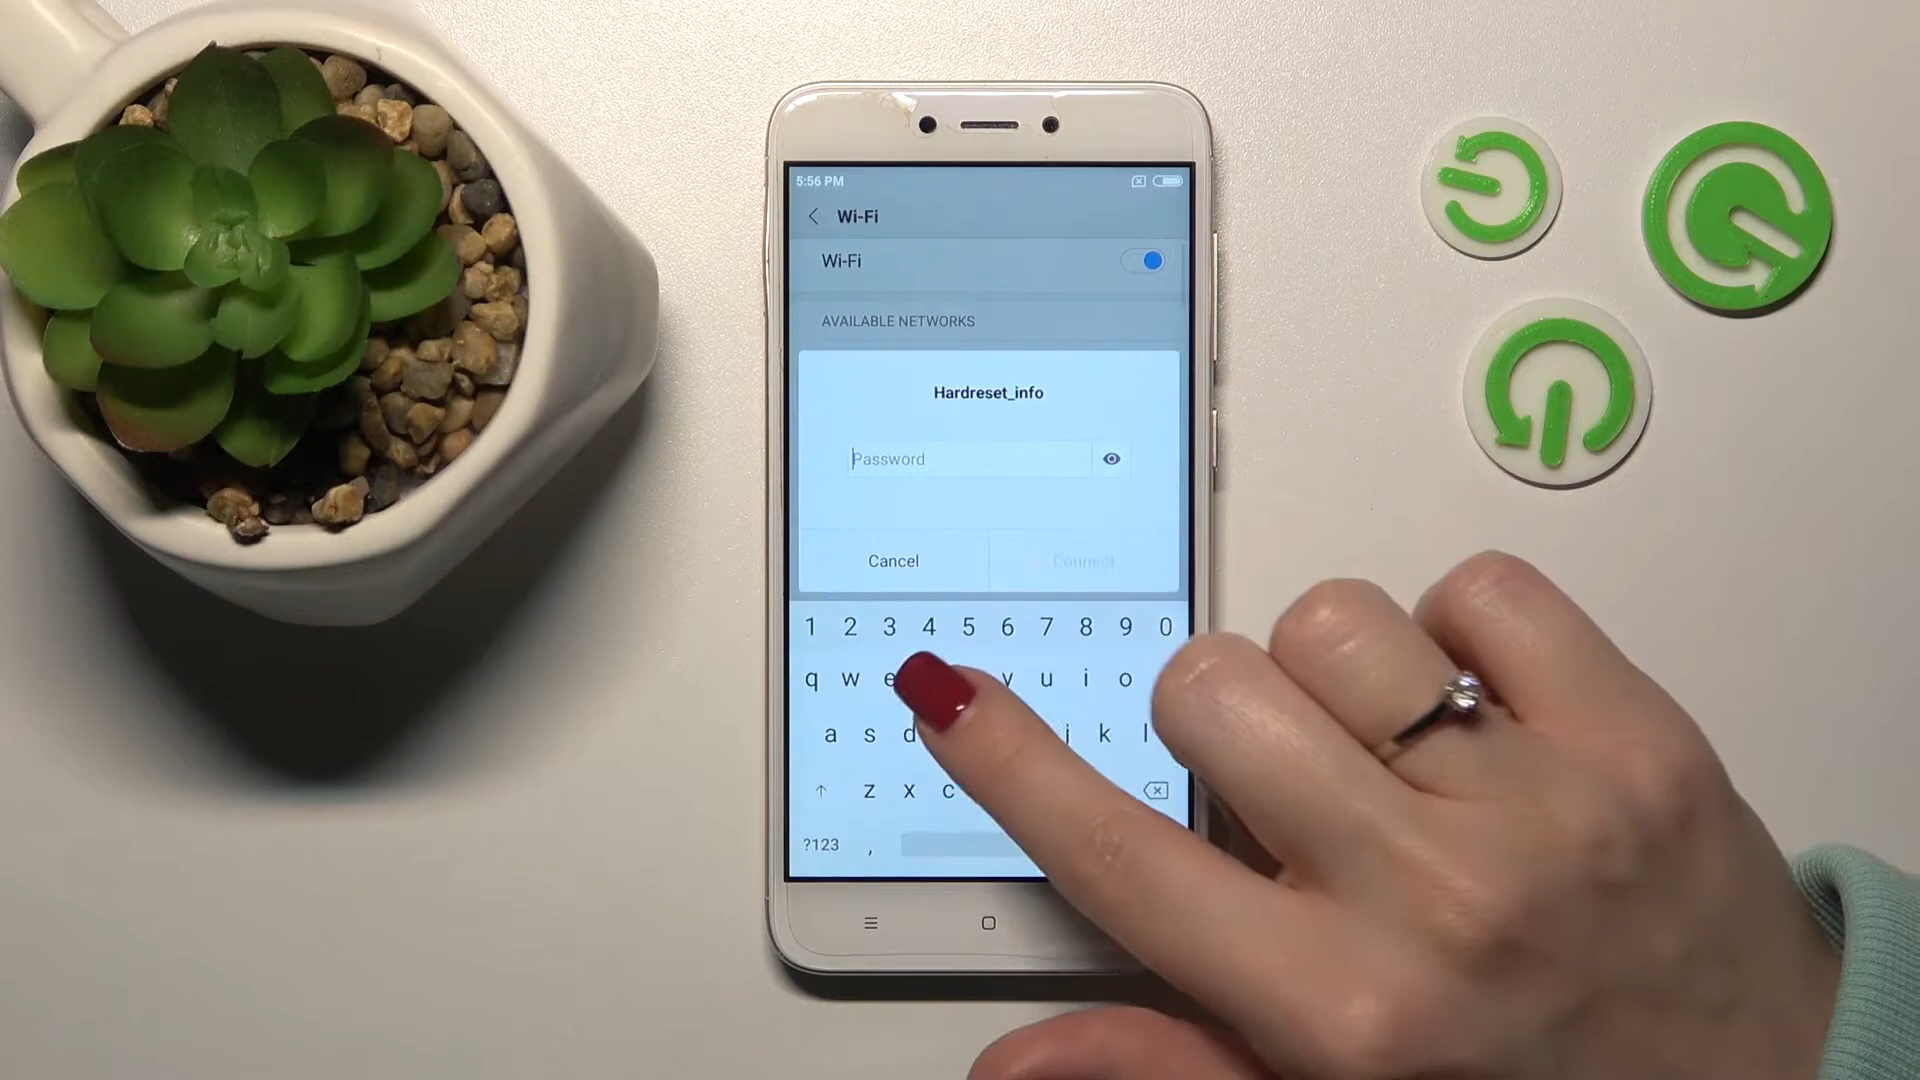 5:56 PM
Wi-Fi
Wi-Fi
AVAILABLE NETWORKS
Hardreset_info
Password
Cancel Connect
1 2 3 4 5 6 7 8 9 0
q w e y u i o
a s d j k l
z x c
?123 ,